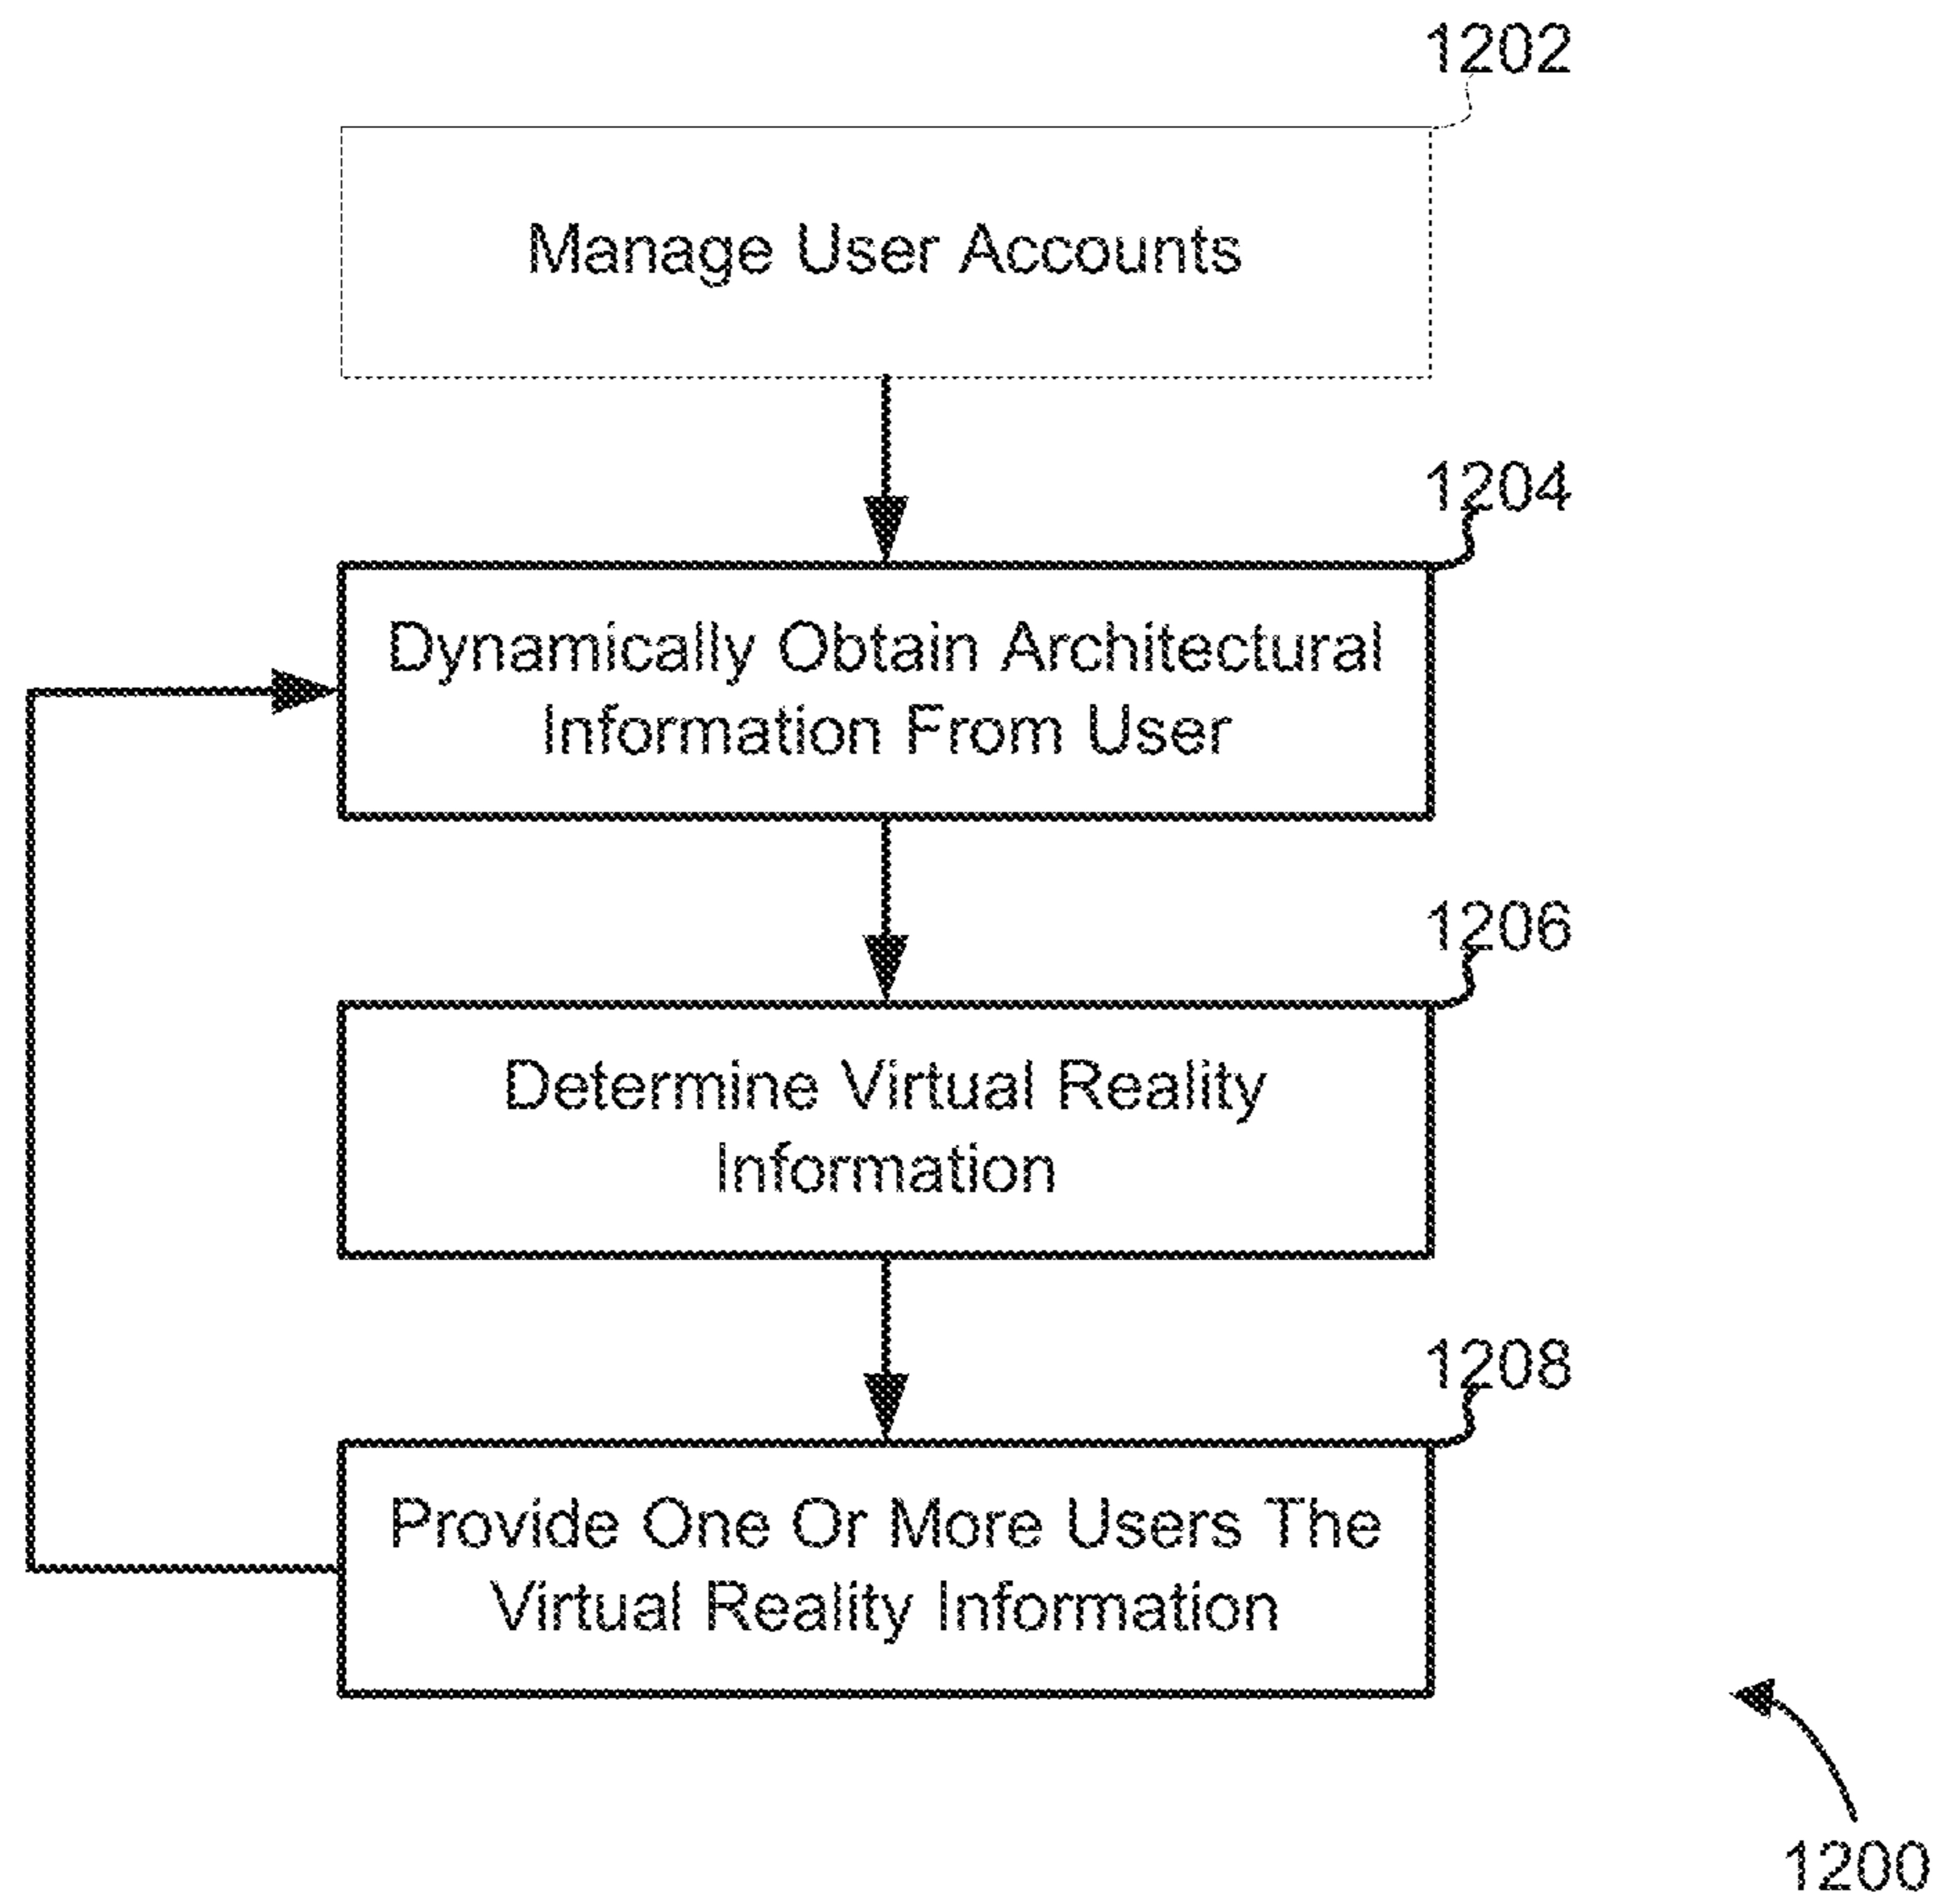 1202
Manage User Accounts
1204
Dynamically Obtain Architectural
Information From User
1206
Determine Virtual Reality
Information
1208
Provide One Or More Users The
Virtual Reality Information
1200